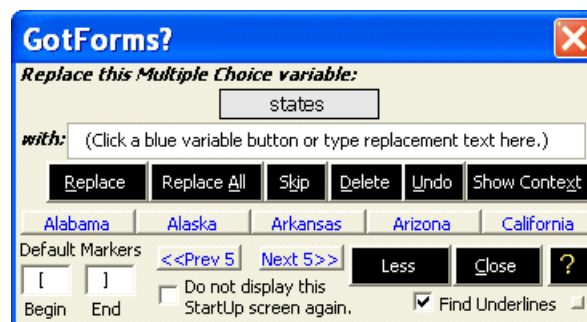 GotForms?
Replace this Multiple Choice variable:
states
with: (Click a blue variable button or type replacement text here.)
Replace Replace All Skip Delete Undo Show Context
Alabama Alaska Arkansas Arizona California
Default Markers <<Prev 5 Next 5>> Less Close ?
[ ] Do not display this
Begin End StartUp screen again. Find Underlines